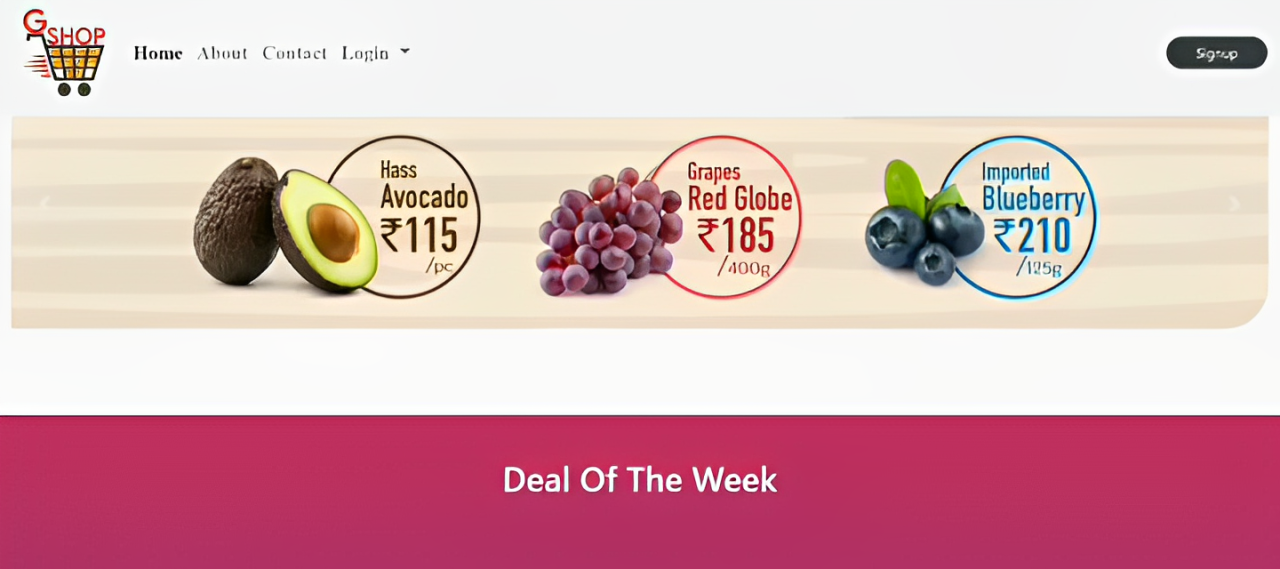 G
SHOP
Home About Contact Login
Signup
Hass
Avocado
₹115
/pc
Grapes
Red Globe
₹185
/400g
Imported
Blueberry
₹210
/125g
Deal Of The Week